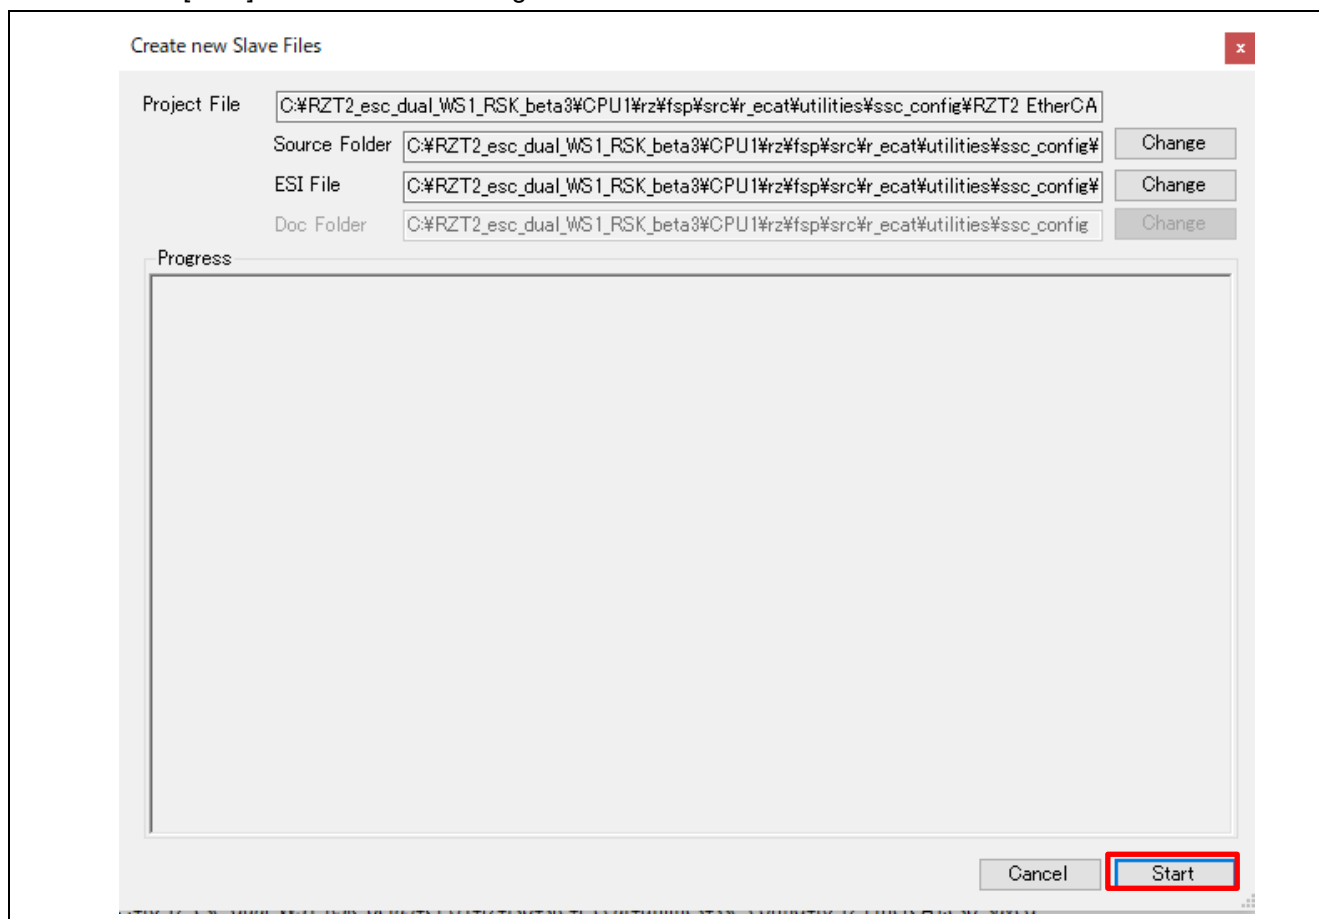 Create new Slave Files
x
Project File C:¥RZT2_esc_dual_WS1_RSK_beta3¥CPU1¥rz¥fsp¥src¥r_ecat¥utilities¥ssc_config¥RZT2 EtherCA
Source Folder C:¥RZT2_esc_dual_WS1_RSK_beta3¥CPU1¥rz¥fsp¥src¥r_ecat¥utilities¥ssc_config¥ Change
ESI File C:¥RZT2_esc_dual_WS1_RSK_beta3¥CPU1¥rz¥fsp¥src¥r_ecat¥utilities¥ssc_config¥ Change
Doc Folder C:¥RZT2_esc_dual_WS1_RSK_beta3¥CPU1¥rz¥fsp¥src¥r_ecat¥utilities¥ssc_config Change
Progress
Cancel Start